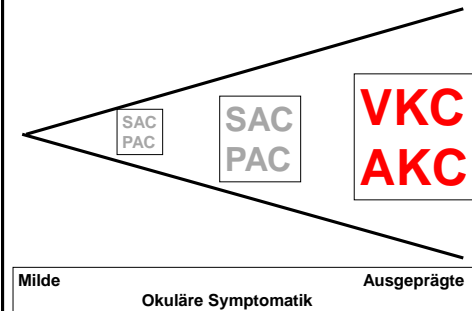 SAC
PAC
SAC
PAC
VKC
AKC
Milde Ausgeprägte
Okuläre Symptomatik